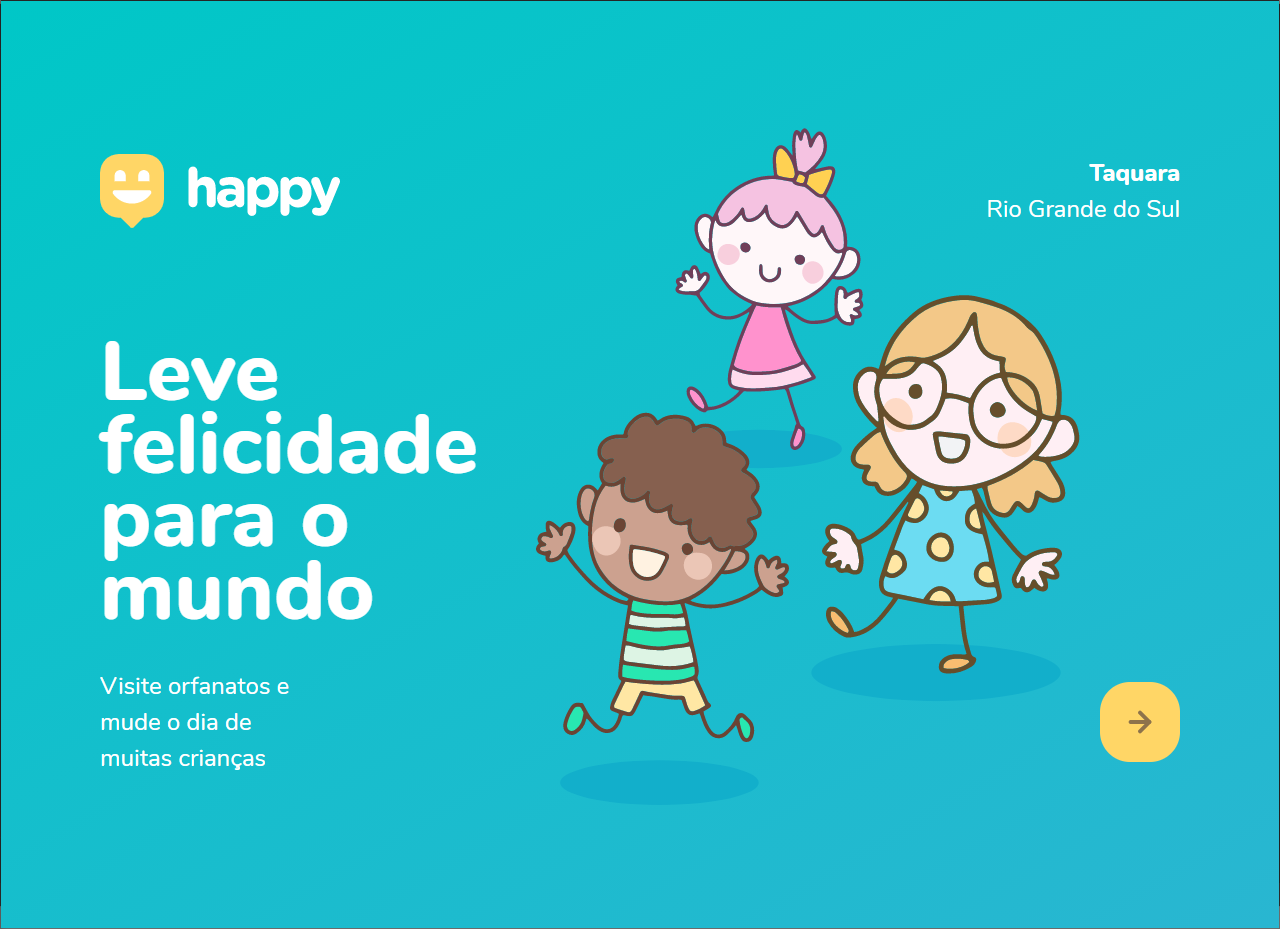 happy
Taquara
Rio Grande do Sul
Leve
felicidade
para o
mundo
Visite orfanatos e
mude o dia de
muitas crianças